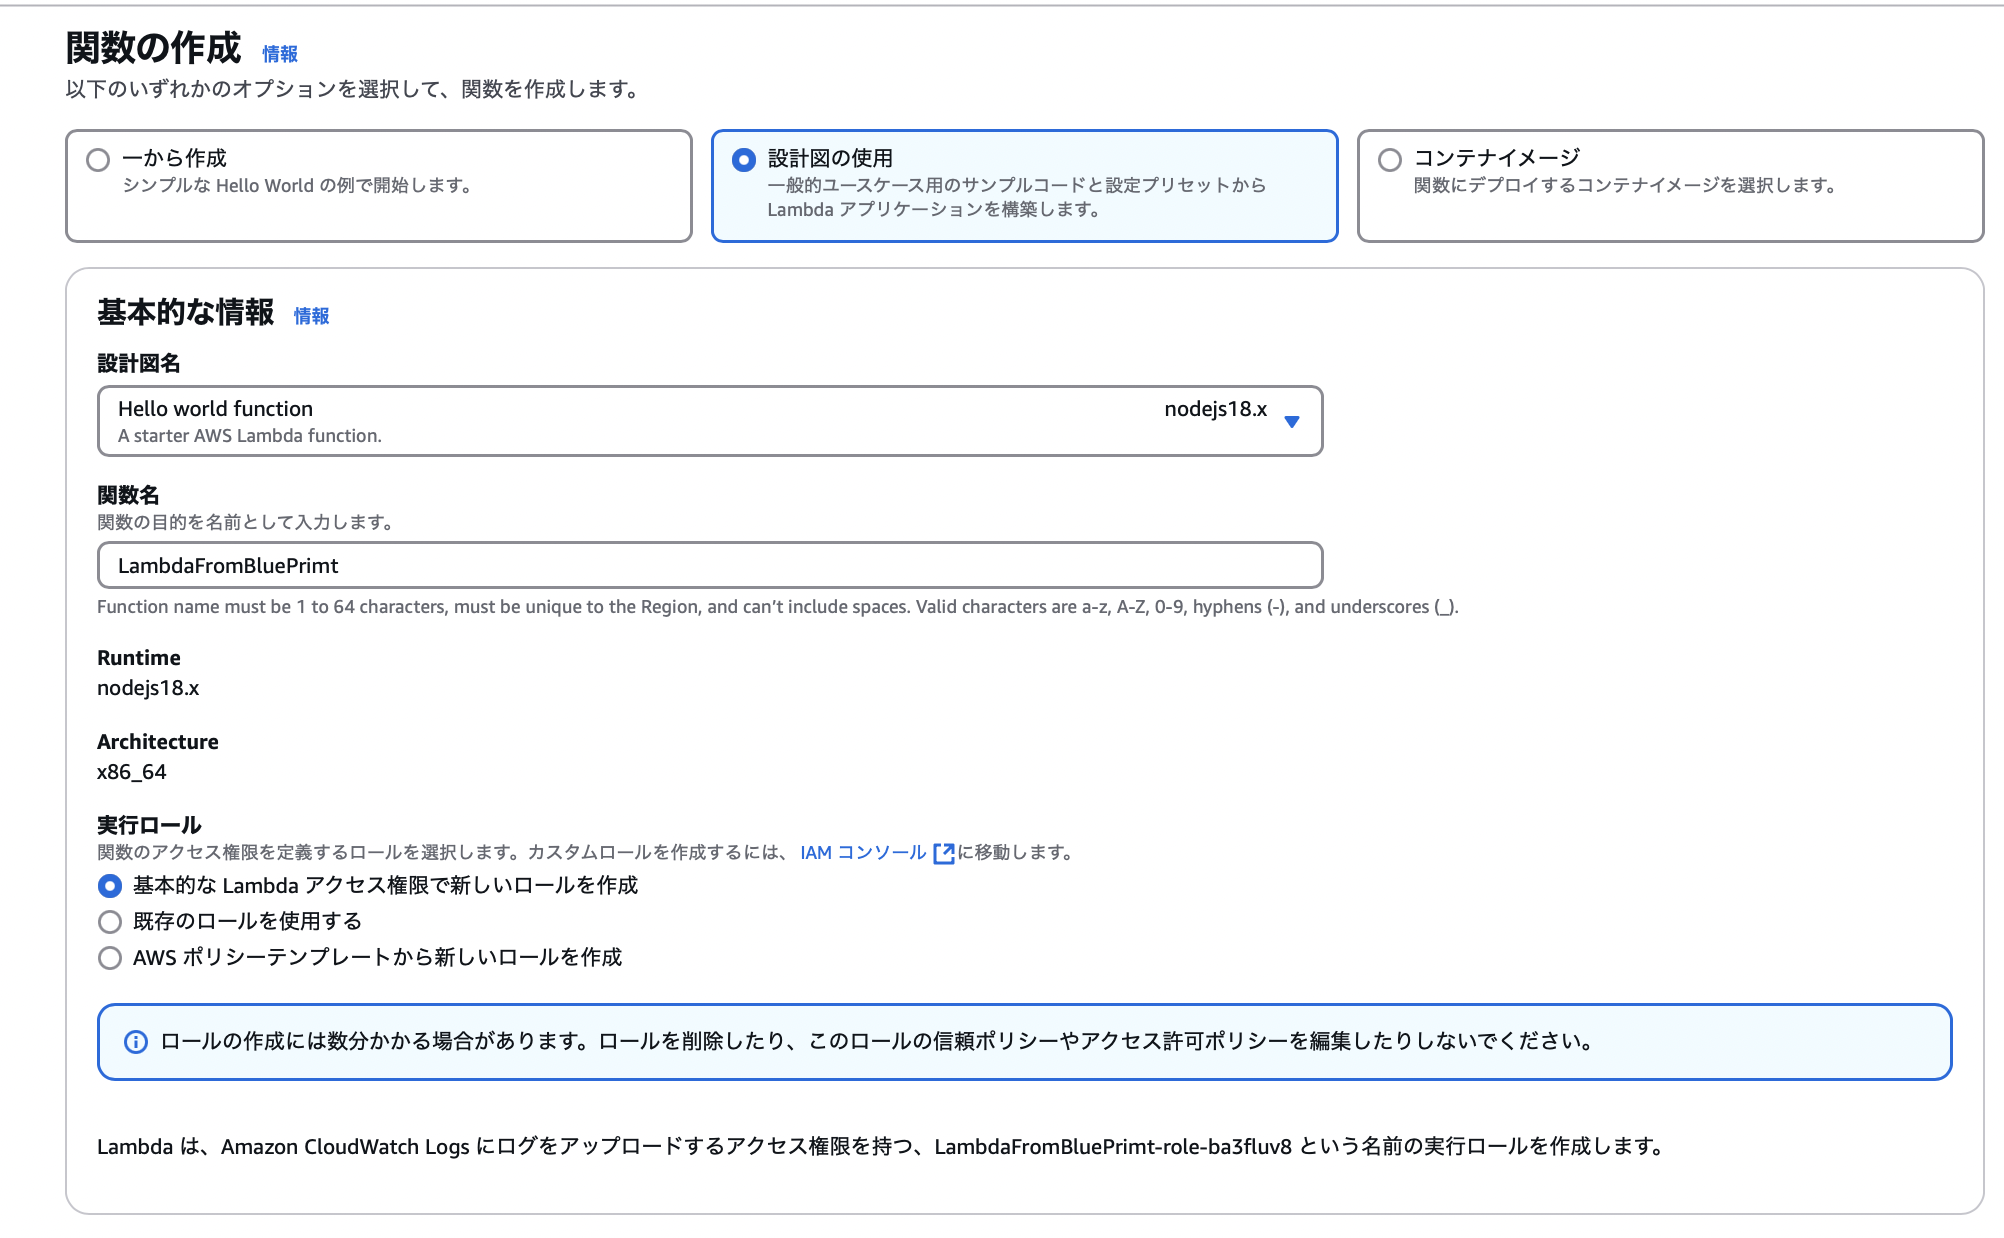 関数の作成 情報
以下のいずれかのオプションを選択して、関数を作成します。
一から作成
シンプルな Hello World の例で開始します。
設計図の使用
一般的ユースケース用のサンプルコードと設定プリセットから
Lambda アプリケーションを構築します。
コンテナイメージ
関数にデプロイするコンテナイメージを選択します。
基本的な情報 情報
設計図名
Hello world function nodejs18.x
A starter AWS Lambda function.
関数名
関数の目的を名前として入力します。
LambdaFromBluePrimt
Function name must be 1 to 64 characters, must be unique to the Region, and can’t include spaces. Valid characters are a-z, A-Z, 0-9, hyphens (-), and underscores (_).
Runtime
nodejs18.x
Architecture
x86_64
実行ロール
関数のアクセス権限を定義するロールを選択します。カスタムロールを作成するには、 IAM コンソール に移動します。
基本的な Lambda アクセス権限で新しいロールを作成
既存のロールを使用する
AWS ポリシーテンプレートから新しいロールを作成
ロールの作成には数分かかる場合があります。ロールを削除したり、このロールの信頼ポリシーやアクセス許可ポリシーを編集したりしないでください。
Lambda は、Amazon CloudWatch Logs にログをアップロードするアクセス権限を持つ、LambdaFromBluePrimt-role-ba3fluv8 という名前の実行ロールを作成します。